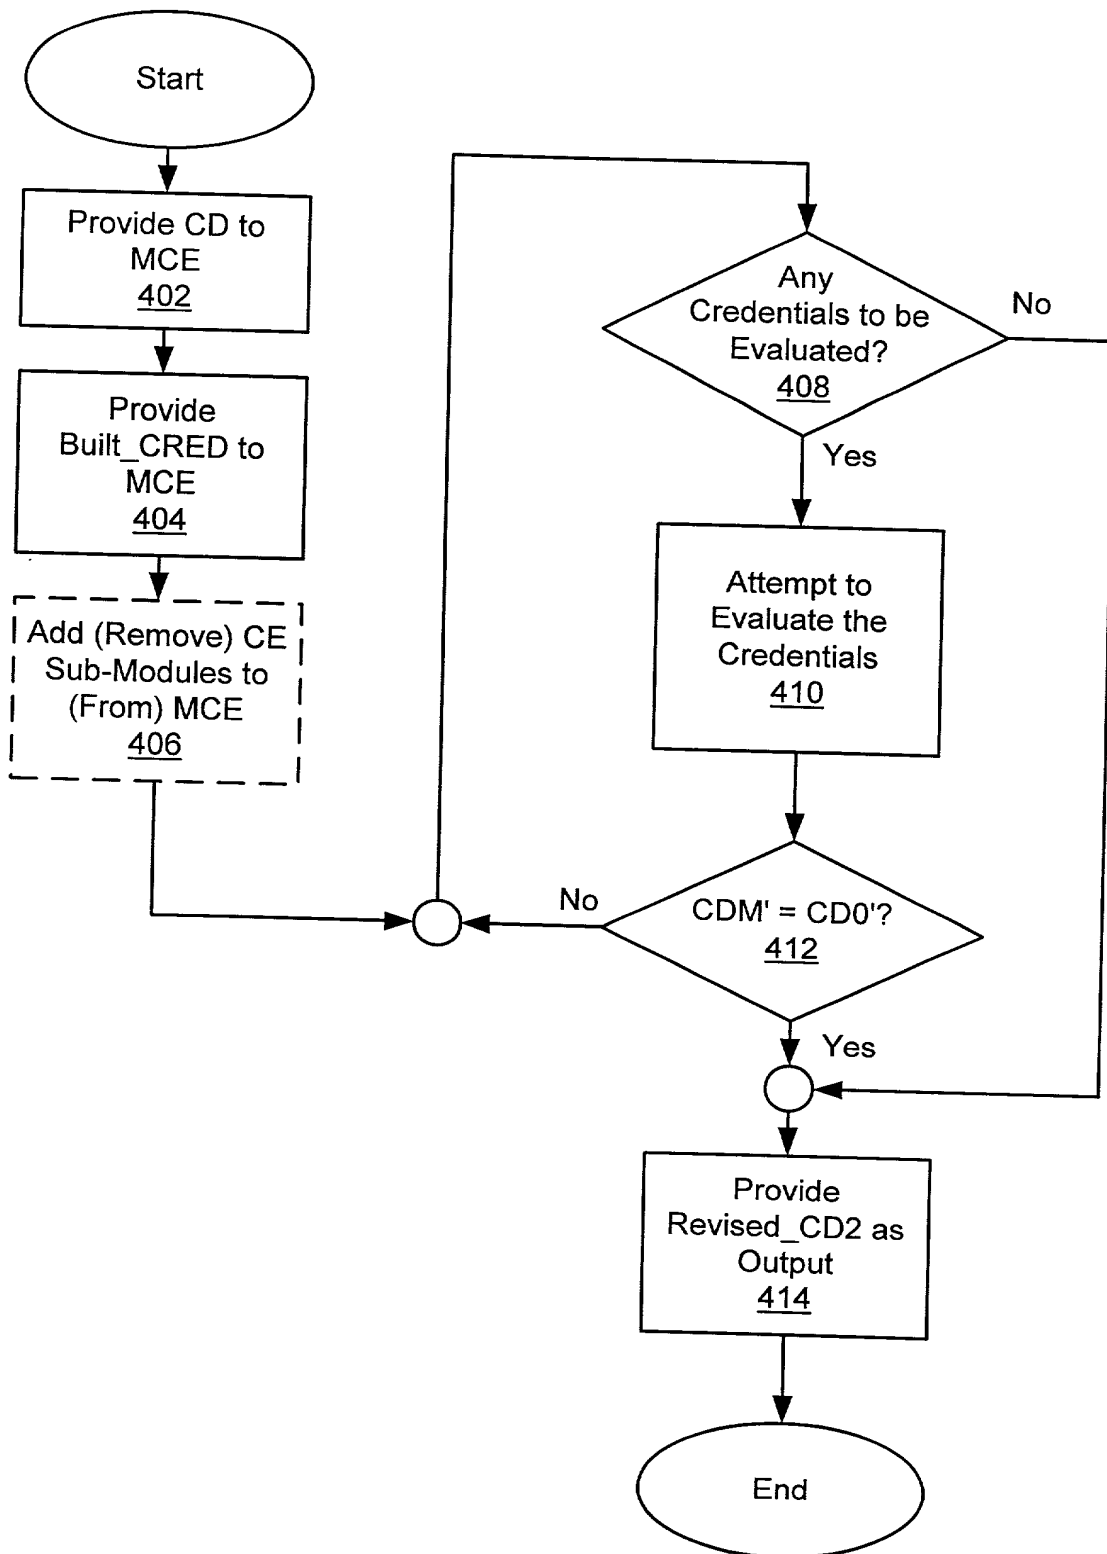 Start
Provide CD to
MCE
402
Provide
Built_CRED to
MCE
404
Add (Remove) CE
Sub-Modules to
(From) MCE
406
Any
Credentials to be
Evaluated?
408
No
Yes
Attempt to
Evaluate the
Credentials
410
No
CDM' = CD0'?
412
Yes
Provide
Revised_CD2 as
Output
414
End